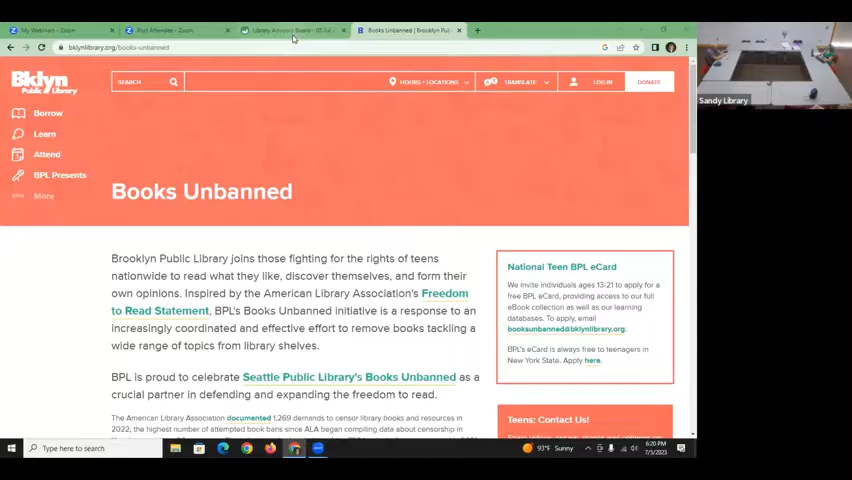 My Webinars - Zoom
Post Attendee - Zoom
Library Advisory Board -
Books Unbanned | Brooklyn Pu
bklynlibrary.org/books-unbanned
Bklyn
Public Library
SEARCH
HOURS + LOCATIONS
TRANSLATE
LOG IN
DONATE
Borrow
Learn
Attend
BPL Presents
More
Sandy Library
Books Unbanned
Brooklyn Public Library joins those fighting for the rights of teens
nationwide to read what they like, discover themselves, and form their
own opinions. Inspired by the American Library Association's Freedom
to Read Statement, BPL's Books Unbanned initiative is a response to an
increasingly coordinated and effective effort to remove books tackling a
wide range of topics from library shelves.
BPL is proud to celebrate Seattle Public Library's Books Unbanned as a
crucial partner in defending and expanding the freedom to read.
The American Library Association documented 1,269 demands to censor library books and resources in
2022, the highest number of attempted book bans since ALA began compiling data about censorship in
National Teen BPL eCard
We invite individuals ages 13-21 to apply for a
free BPL eCard, providing access to our full
eBook collection as well as our learning
databases. To apply, email
booksunbanned@bklynlibrary.org.
BPL's eCard is always free to teenagers in
New York State. Apply here.
Teens: Contact Us!
Type here to search
93°F Sunny
6:20 PM
7/5/2023